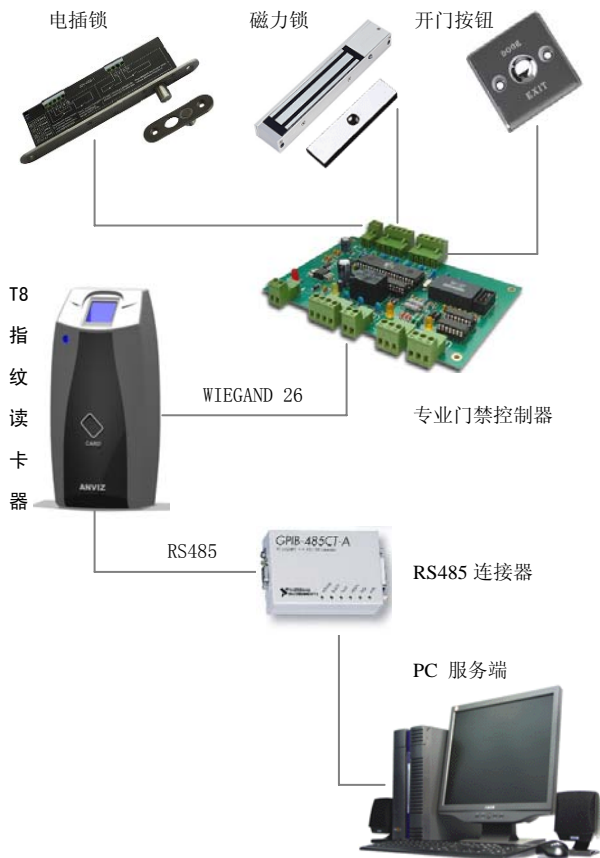 电插锁
磁力锁
开门按钮
DOOR
EXIT
T8
指
纹
读
卡
器
CARD
ANVIZ
WIEGAND 26
专业门禁控制器
RS485
GPIB-485CT-A
RS485 连接器
PC 服务端